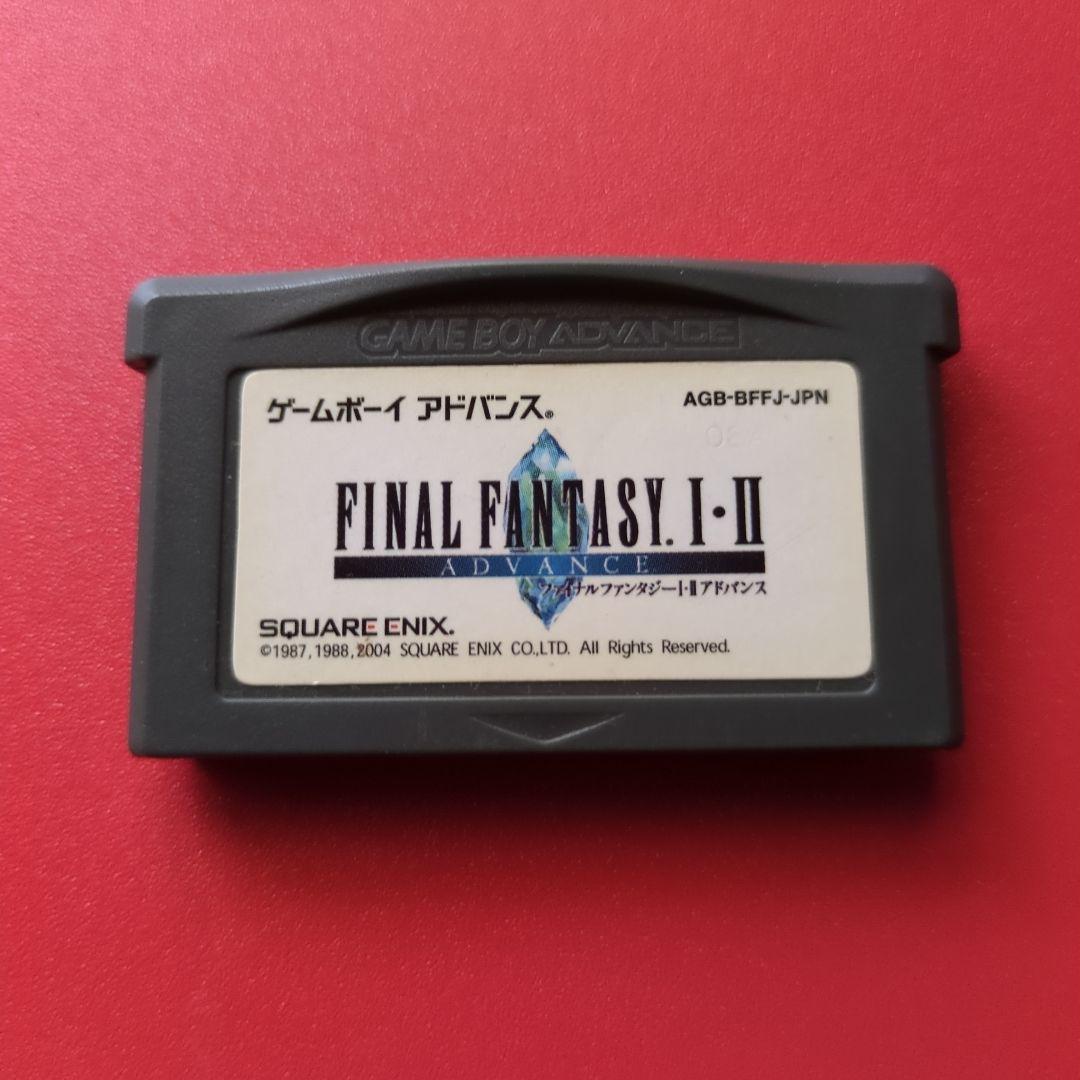 GAME BOY ADVANCE
ゲームボーイ アドバンス®
AGB-BFFJ-JPN
FINAL FANTASY. I・II
ADVANCE
ファイナルファンタジーI・IIアドバンス
SQUARE ENIX.
©1987,1988,2004 SQUARE ENIX CO.,LTD. All Rights Reserved.